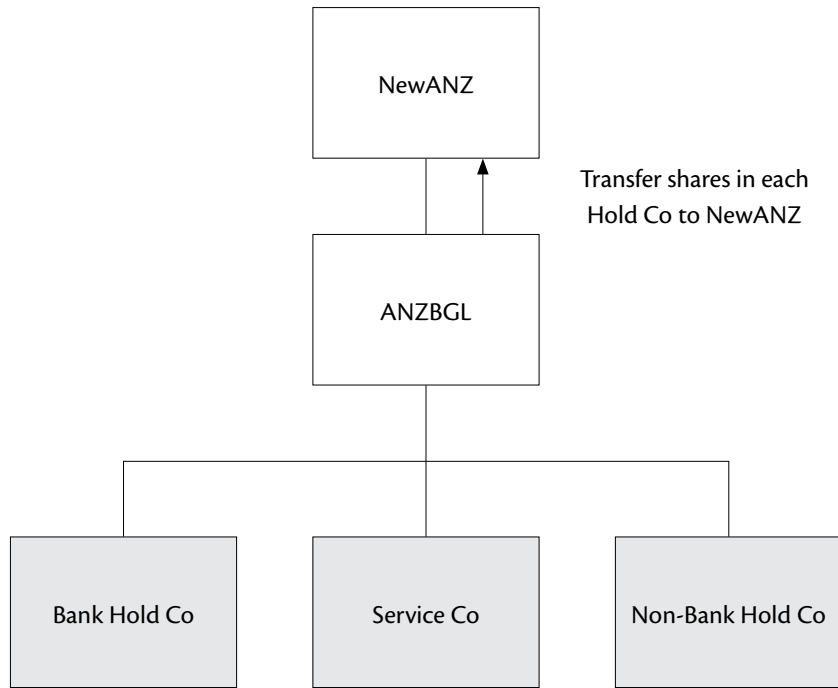 NewANZ
Transfer shares in each
Hold Co to NewANZ
ANZBGL
Bank Hold Co
Service Co
Non-Bank Hold Co